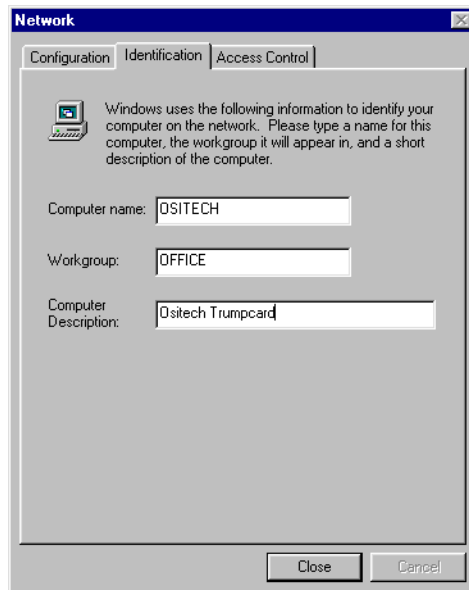 Network
Configuration Identification Access Control
Windows uses the following information to identify your
computer on the network. Please type a name for this
computer, the workgroup it will appear in, and a short
description of the computer.
Computer name: OSITECH
Workgroup: OFFICE
Computer
Description: Ositech Trumpcard
Close Cancel